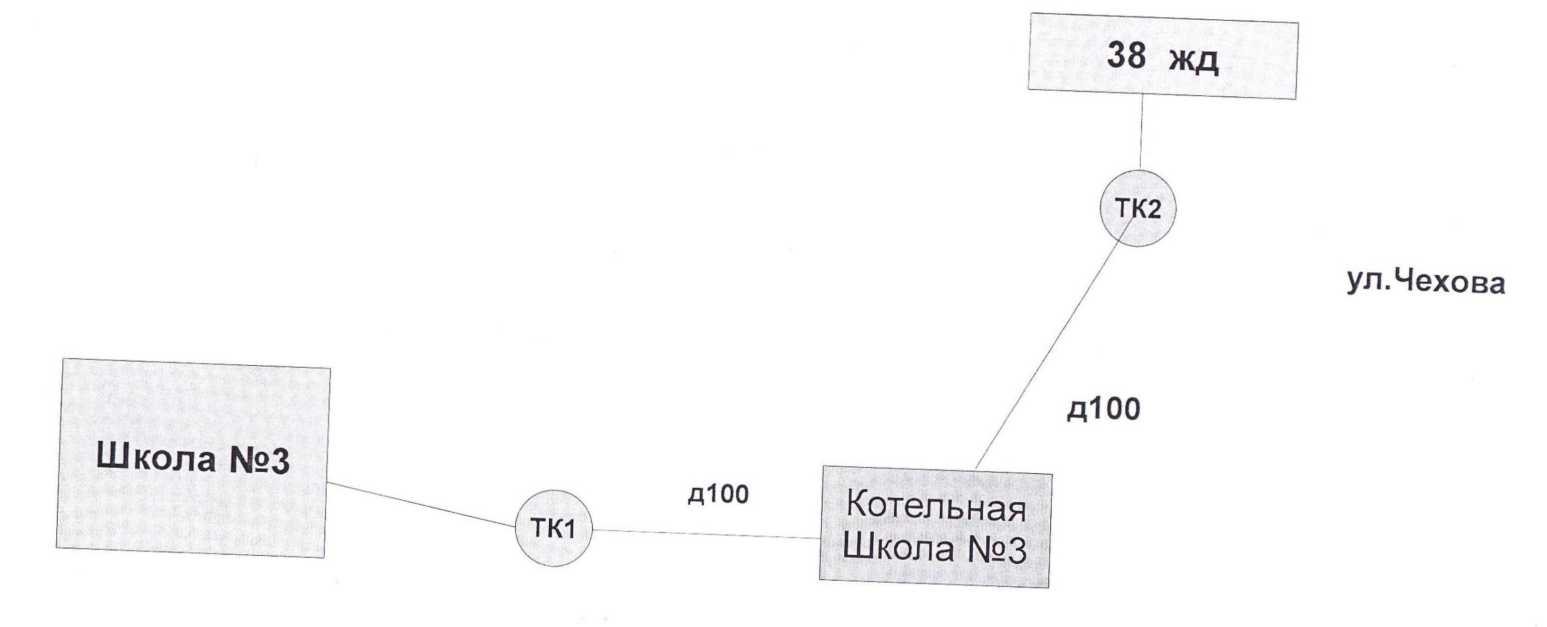 38 жд
ТК2
ул.Чехова
д100
Школа №3
д100
ТК1
Котельная
Школа №3